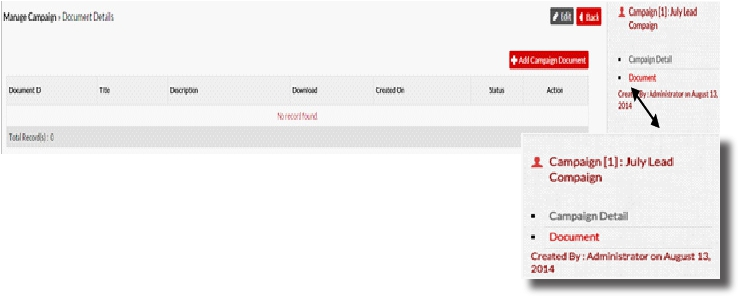 Manage Campaign » Document Details
Edit Back
Add Campaign Document
Document ID Title Description Download Created On Status Action
No record found.
Total Record(s) : 0
Campaign [1] : July Lead
Compaign
Campaign Detail
Document
Created By : Administrator on August 13,
2014
Campaign [1] : July Lead
Compaign
Campaign Detail
Document
Created By : Administrator on August 13,
2014